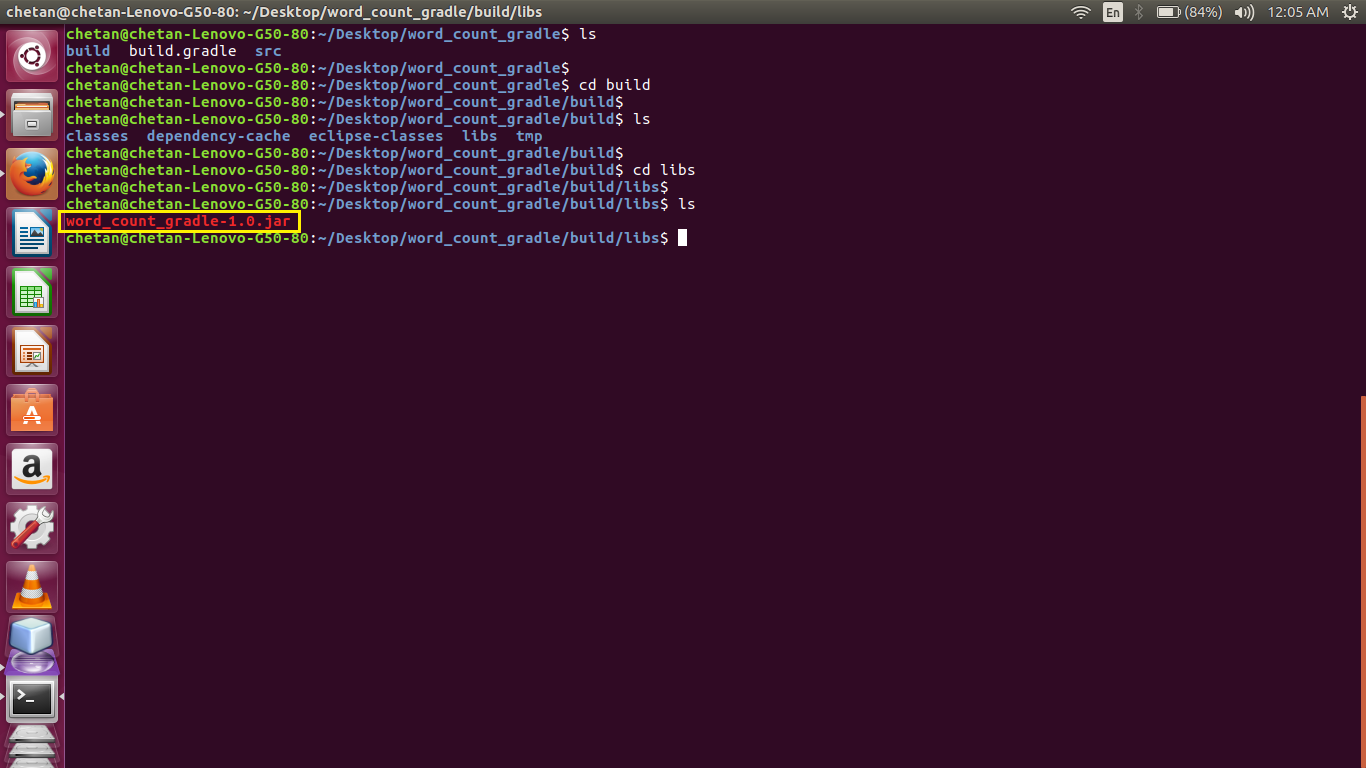 chetan@chetan-Lenovo-G50-80: ~/Desktop/word_count_gradle/build/libs En (84%) 12:05 AM
chetan@chetan-Lenovo-G50-80:~/Desktop/word_count_gradle$ ls
build  build.gradle  src
chetan@chetan-Lenovo-G50-80:~/Desktop/word_count_gradle$
chetan@chetan-Lenovo-G50-80:~/Desktop/word_count_gradle$ cd build
chetan@chetan-Lenovo-G50-80:~/Desktop/word_count_gradle/build$
chetan@chetan-Lenovo-G50-80:~/Desktop/word_count_gradle/build$ ls
classes  dependency-cache  eclipse-classes  libs  tmp
chetan@chetan-Lenovo-G50-80:~/Desktop/word_count_gradle/build$
chetan@chetan-Lenovo-G50-80:~/Desktop/word_count_gradle/build$ cd libs
chetan@chetan-Lenovo-G50-80:~/Desktop/word_count_gradle/build/libs$
chetan@chetan-Lenovo-G50-80:~/Desktop/word_count_gradle/build/libs$ ls
word_count_gradle-1.0.jar
chetan@chetan-Lenovo-G50-80:~/Desktop/word_count_gradle/build/libs$